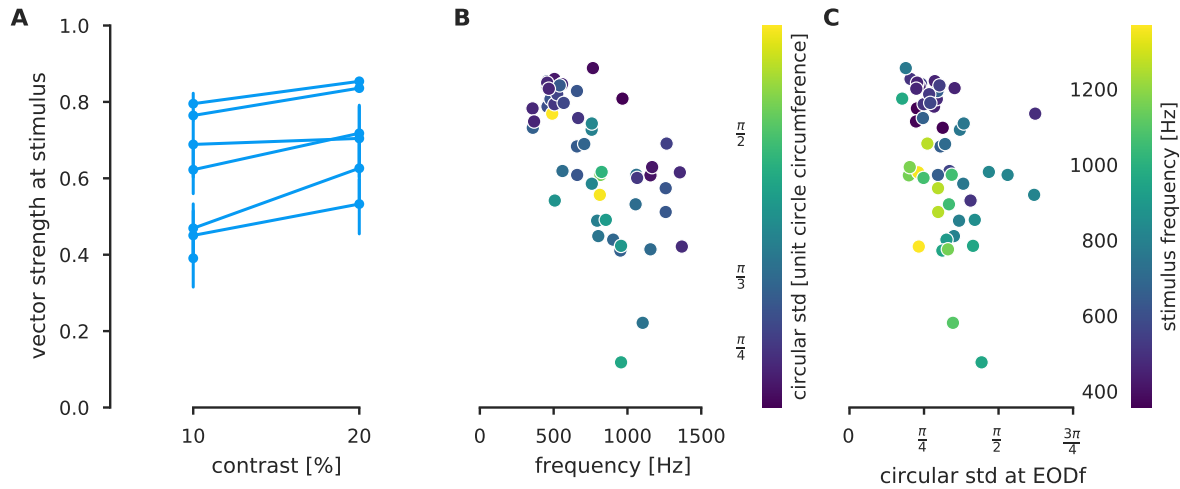 A
B
C
1.0
0.8
0.6
0.4
0.2
0.0
vector strength at stimulus
10
20
contrast [%]
0
500
1000
1500
frequency [Hz]
π/2
π/3
π/4
circular std [unit circle circumference]
0
π/4
π/2
3π/4
circular std at EODf
1200
1000
800
600
400
stimulus frequency [Hz]